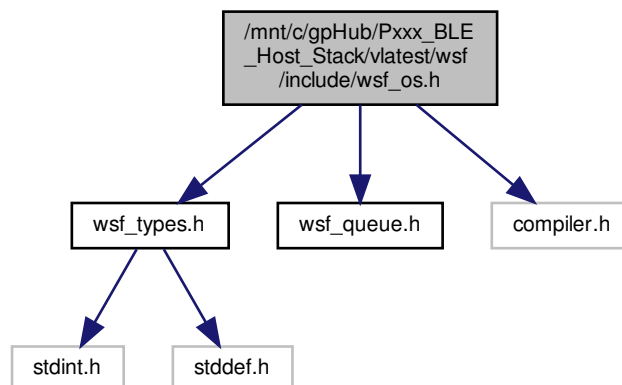 /mnt/c/gpHub/Pxxx_BLE
_Host_Stack/vlatest/wsf
/include/wsf_os.h
wsf_types.h
wsf_queue.h
compiler.h
stdint.h
stddef.h